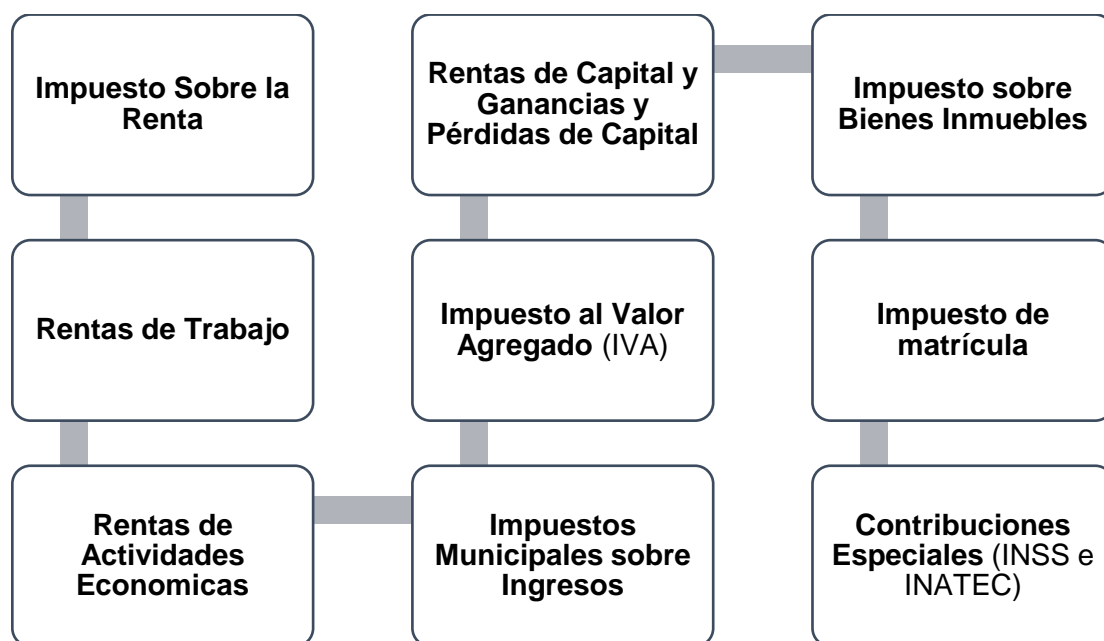 Impuesto Sobre la
Renta
Rentas de Trabajo
Rentas de
Actividades
Economicas
Impuestos
Municipales sobre
Ingresos
Impuesto al Valor
Agregado (IVA)
Rentas de Capital y
Ganancias y
Pérdidas de Capital
Impuesto sobre
Bienes Inmuebles
Impuesto de
matrícula
Contribuciones
Especiales (INSS e
INATEC)